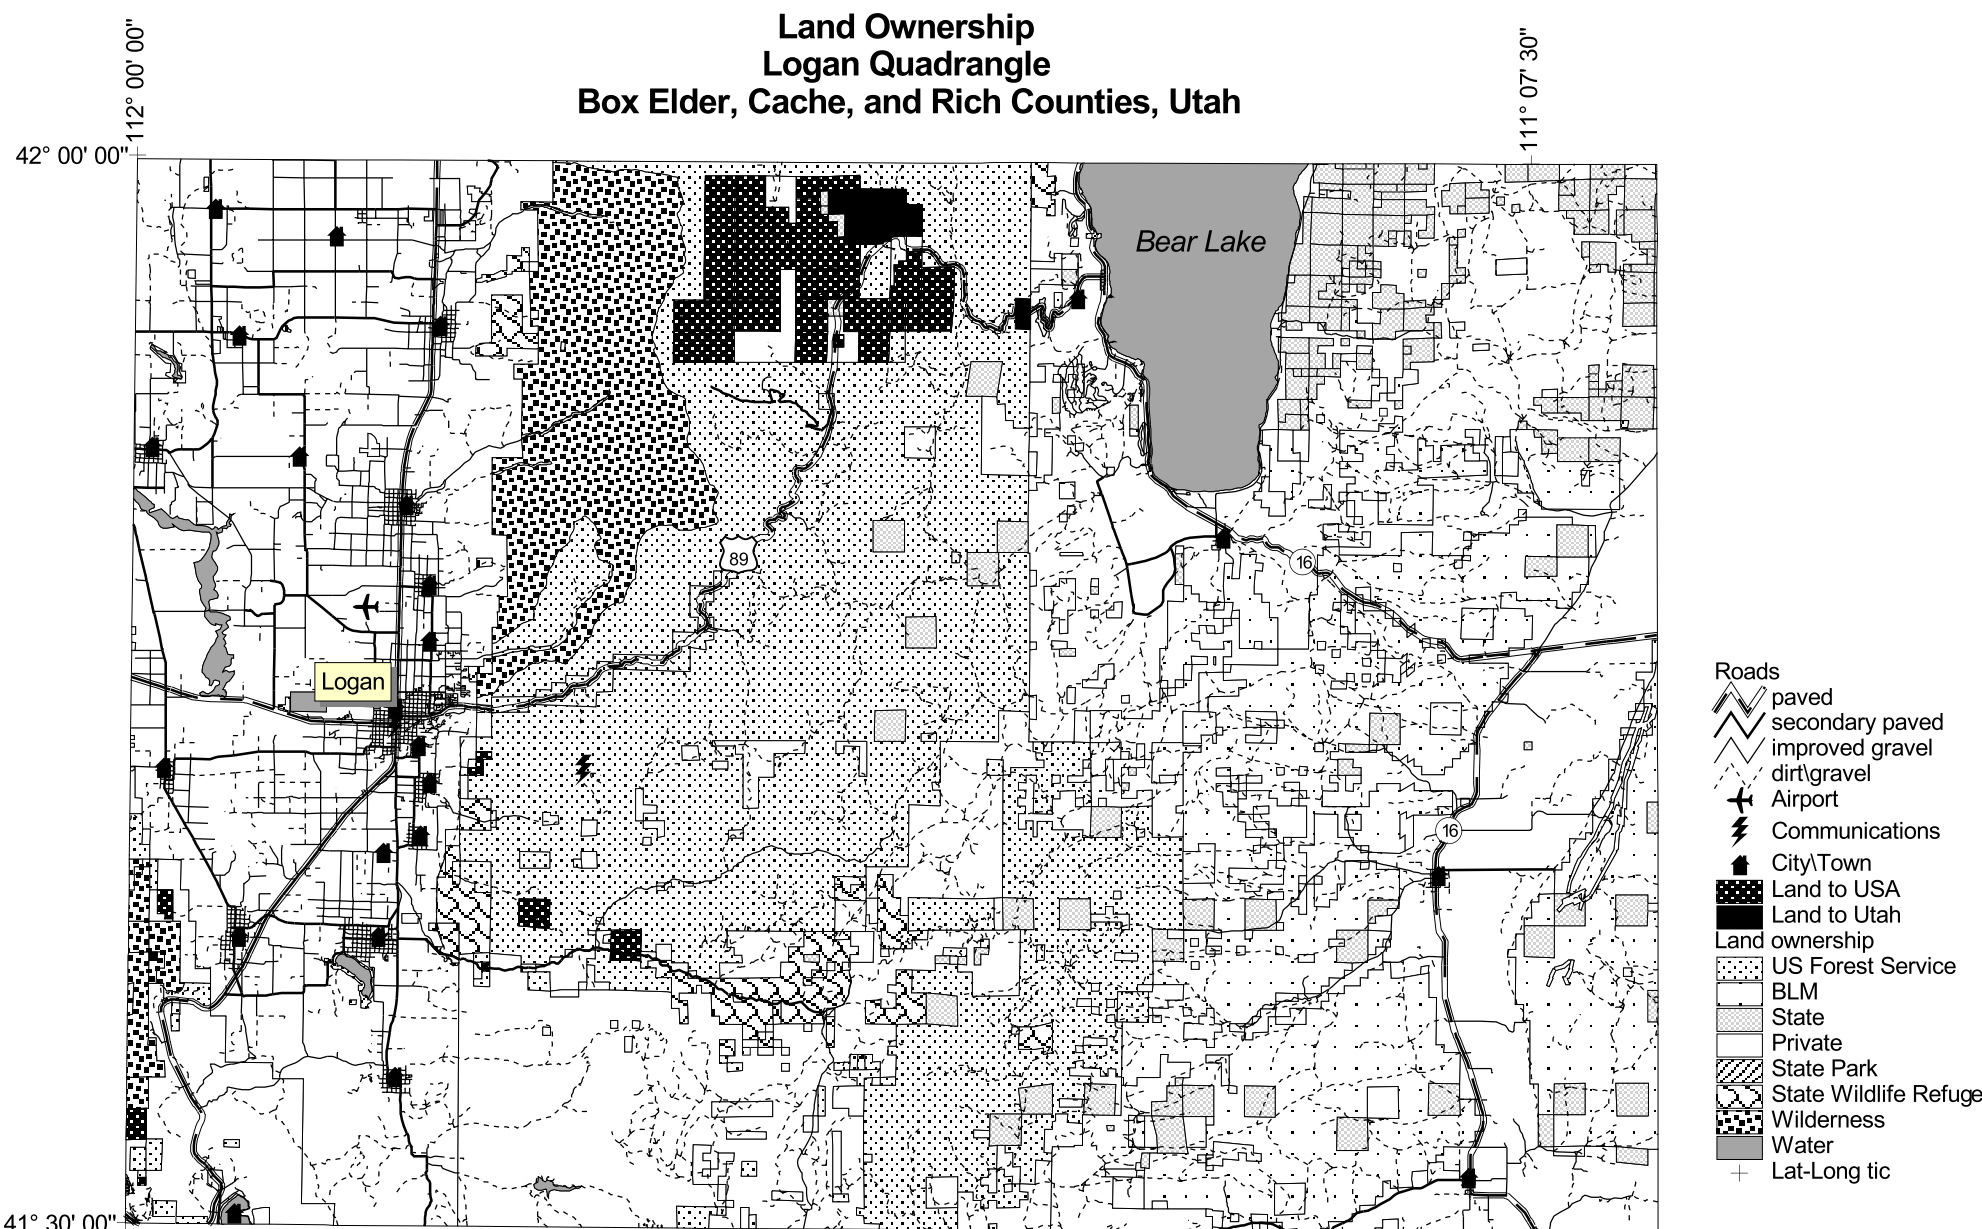 Land Ownership
Logan Quadrangle
Box Elder, Cache, and Rich Counties, Utah
112° 00' 00"
111° 07' 30"
42° 00' 00"
Bear Lake
89
16
Logan
16
41° 30' 00"
Roads
paved
secondary paved
improved gravel
dirt\gravel
Airport
Communications
City\Town
Land to USA
Land to Utah
Land ownership
US Forest Service
BLM
State
Private
State Park
State Wildlife Refuge
Wilderness
Water
Lat-Long tic